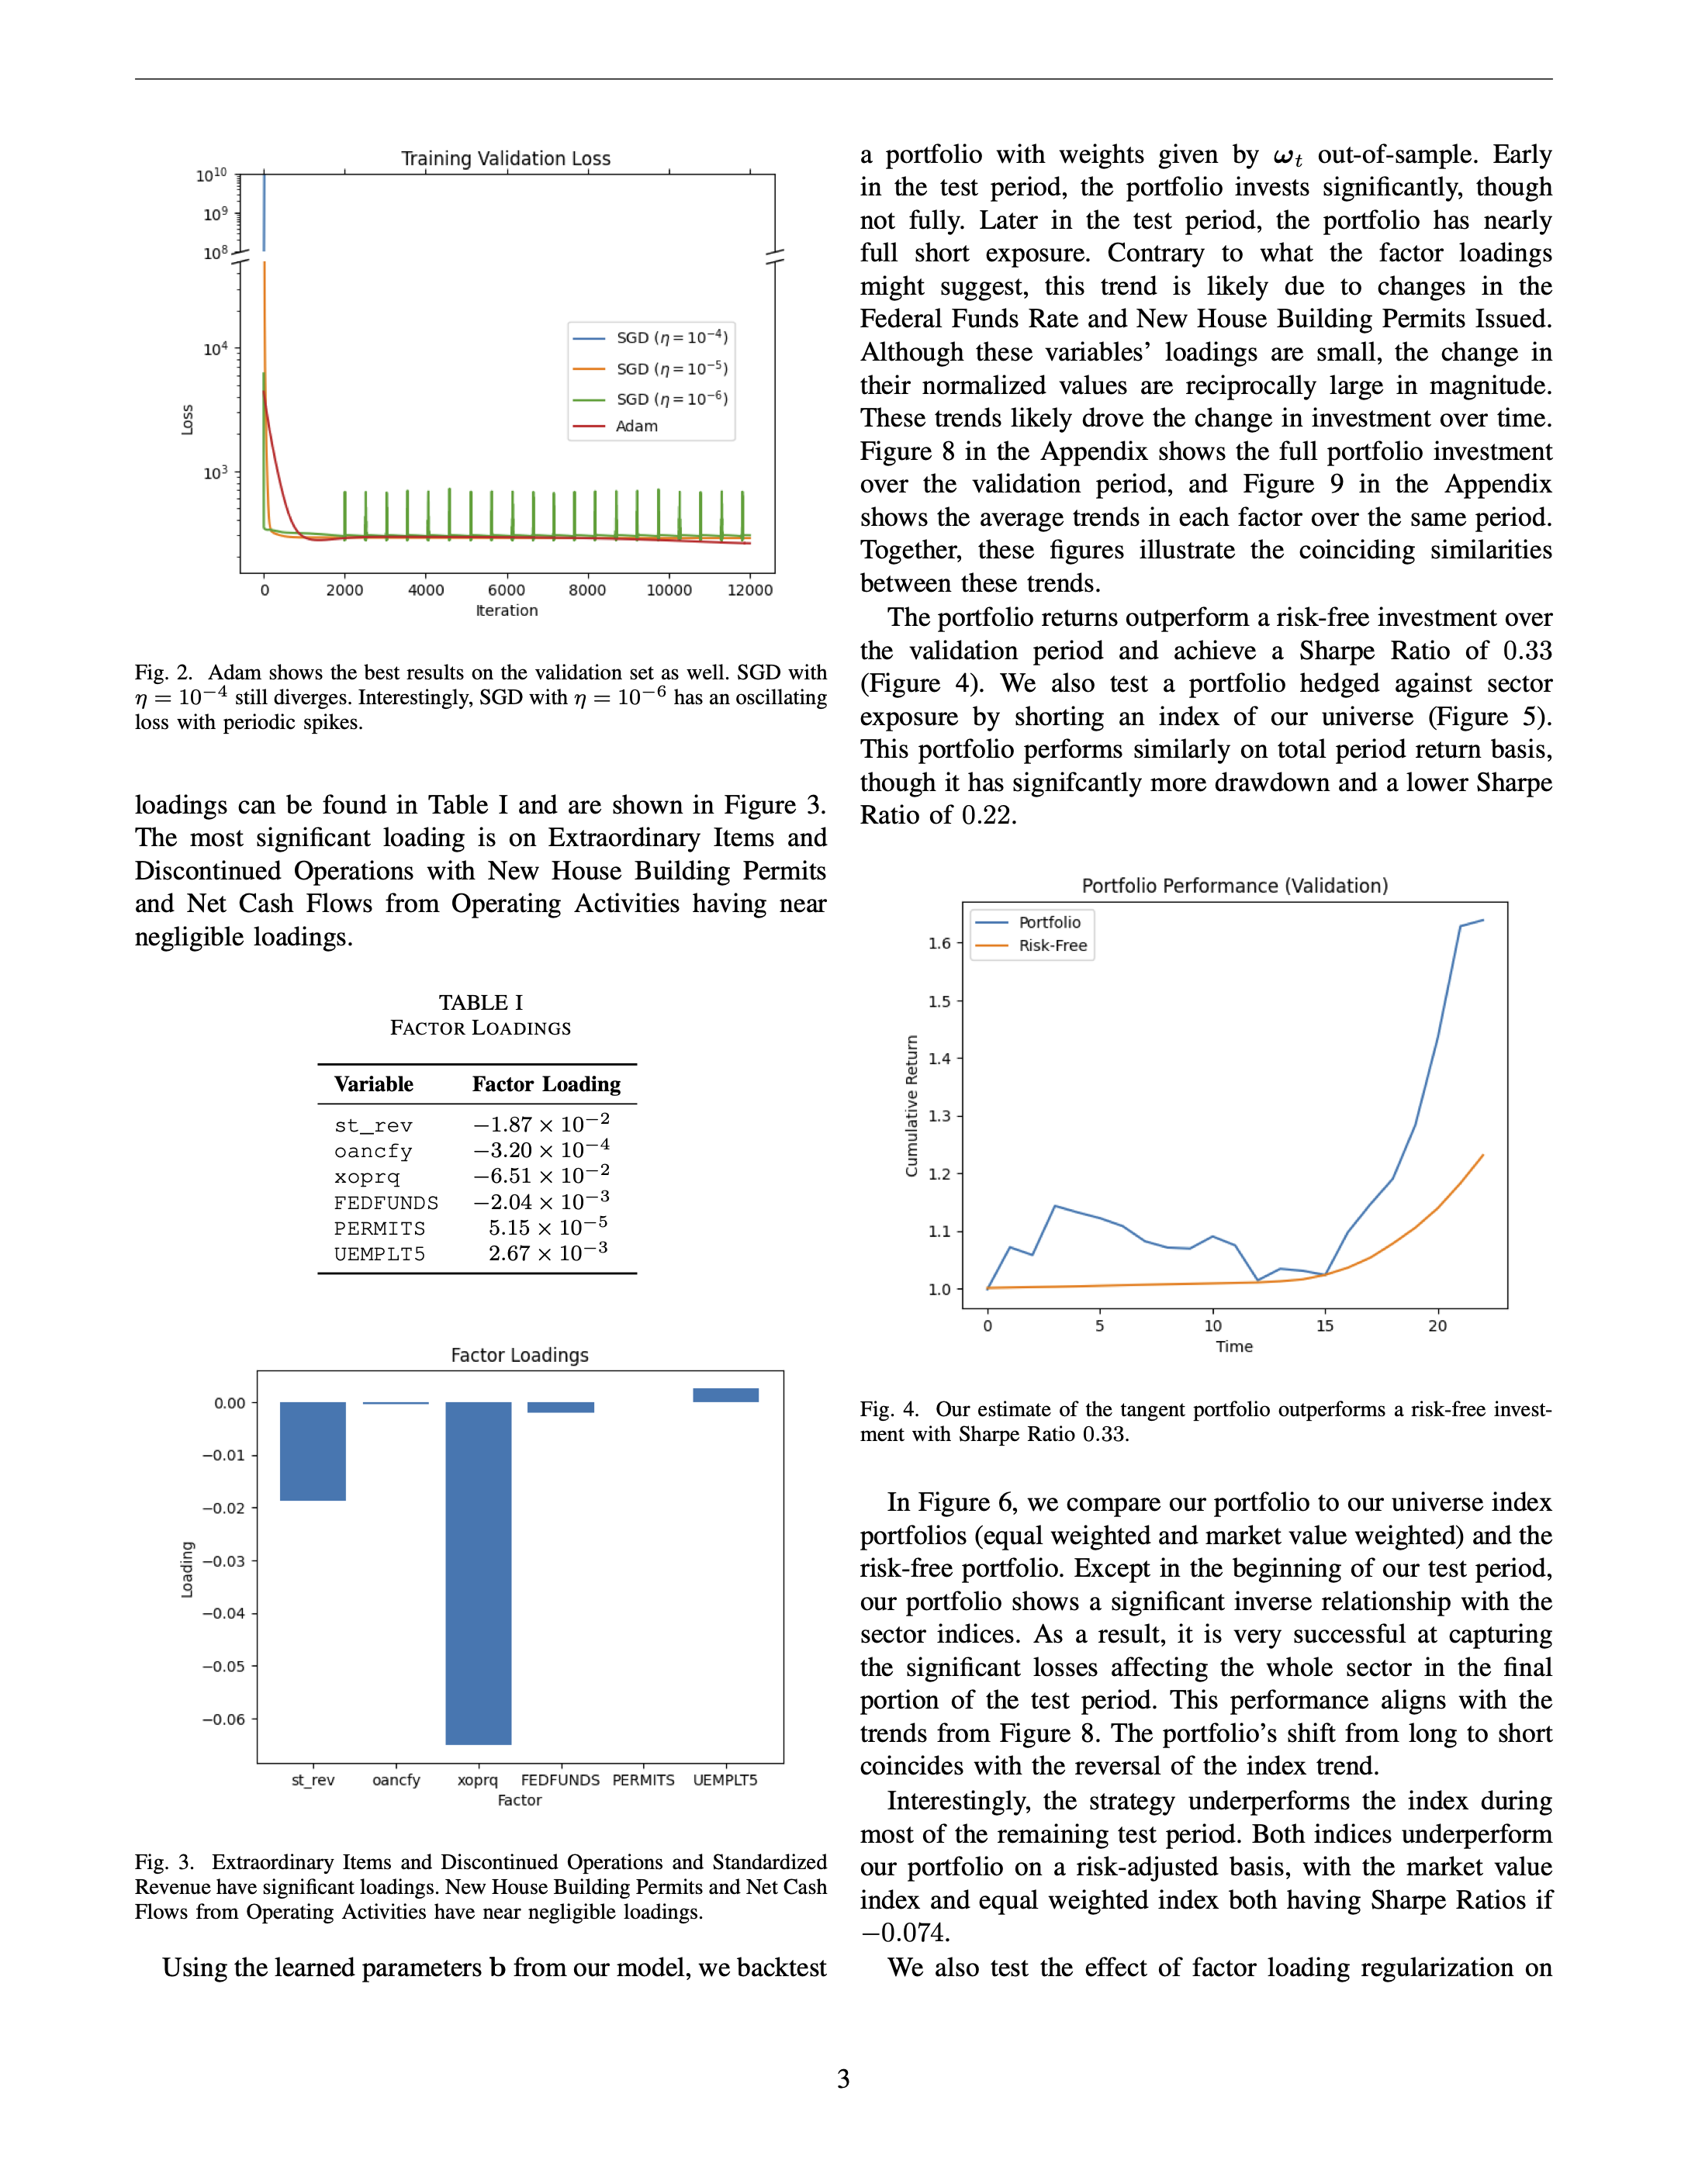 Training Validation Loss
10^10
10^9
10^8
10^4
10^3
Loss
SGD (η = 10^−4)
SGD (η = 10^−5)
SGD (η = 10^−6)
Adam
0 2000 4000 6000 8000 10000 12000
Iteration
Fig. 2. Adam shows the best results on the validation set as well. SGD with
η = 10^−4 still diverges. Interestingly, SGD with η = 10^−6 has an oscillating
loss with periodic spikes.
loadings can be found in Table I and are shown in Figure 3.
The most significant loading is on Extraordinary Items and
Discontinued Operations with New House Building Permits
and Net Cash Flows from Operating Activities having near
negligible loadings.
TABLE I
FACTOR LOADINGS
Variable Factor Loading
st_rev −1.87 × 10^−2
oancfy −3.20 × 10^−4
xoprq −6.51 × 10^−2
FEDFUNDS −2.04 × 10^−3
PERMITS 5.15 × 10^−5
UEMPLT5 2.67 × 10^−3
Factor Loadings
0.00
−0.01
−0.02
−0.03
−0.04
−0.05
−0.06
Loading
st_rev oancfy xoprq FEDFUNDS PERMITS UEMPLT5
Factor
Fig. 3. Extraordinary Items and Discontinued Operations and Standardized
Revenue have significant loadings. New House Building Permits and Net Cash
Flows from Operating Activities have near negligible loadings.
Using the learned parameters b from our model, we backtest
a portfolio with weights given by ω_t out-of-sample. Early
in the test period, the portfolio invests significantly, though
not fully. Later in the test period, the portfolio has nearly
full short exposure. Contrary to what the factor loadings
might suggest, this trend is likely due to changes in the
Federal Funds Rate and New House Building Permits Issued.
Although these variables' loadings are small, the change in
their normalized values are reciprocally large in magnitude.
These trends likely drove the change in investment over time.
Figure 8 in the Appendix shows the full portfolio investment
over the validation period, and Figure 9 in the Appendix
shows the average trends in each factor over the same period.
Together, these figures illustrate the coinciding similarities
between these trends.
The portfolio returns outperform a risk-free investment over
the validation period and achieve a Sharpe Ratio of 0.33
(Figure 4). We also test a portfolio hedged against sector
exposure by shorting an index of our universe (Figure 5).
This portfolio performs similarly on total period return basis,
though it has signifcantly more drawdown and a lower Sharpe
Ratio of 0.22.
Portfolio Performance (Validation)
Portfolio
Risk-Free
1.6
1.5
1.4
1.3
1.2
1.1
1.0
Cumulative Return
0 5 10 15 20
Time
Fig. 4. Our estimate of the tangent portfolio outperforms a risk-free invest-
ment with Sharpe Ratio 0.33.
In Figure 6, we compare our portfolio to our universe index
portfolios (equal weighted and market value weighted) and the
risk-free portfolio. Except in the beginning of our test period,
our portfolio shows a significant inverse relationship with the
sector indices. As a result, it is very successful at capturing
the significant losses affecting the whole sector in the final
portion of the test period. This performance aligns with the
trends from Figure 8. The portfolio's shift from long to short
coincides with the reversal of the index trend.
Interestingly, the strategy underperforms the index during
most of the remaining test period. Both indices underperform
our portfolio on a risk-adjusted basis, with the market value
index and equal weighted index both having Sharpe Ratios if
−0.074.
We also test the effect of factor loading regularization on
3